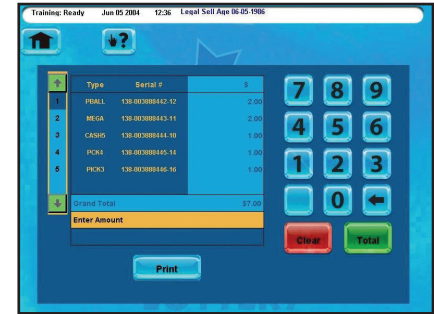 Training: Ready Jun 05 2004 12:36 Legal Sell Age 06-05-1986
?
Type Serial # $
1 PBALL 138-003888442-12 2.00
2 MEGA 138-003888443-11 2.00
3 CASH5 138-003888444-10 1.00
4 PCK4 138-003888445-14 1.00
5 PICK3 138-003888446-16 1.00
Grand Total $7.00
Enter Amount
Print
7 8 9
4 5 6
1 2 3
0
Clear Total
LOTTERY